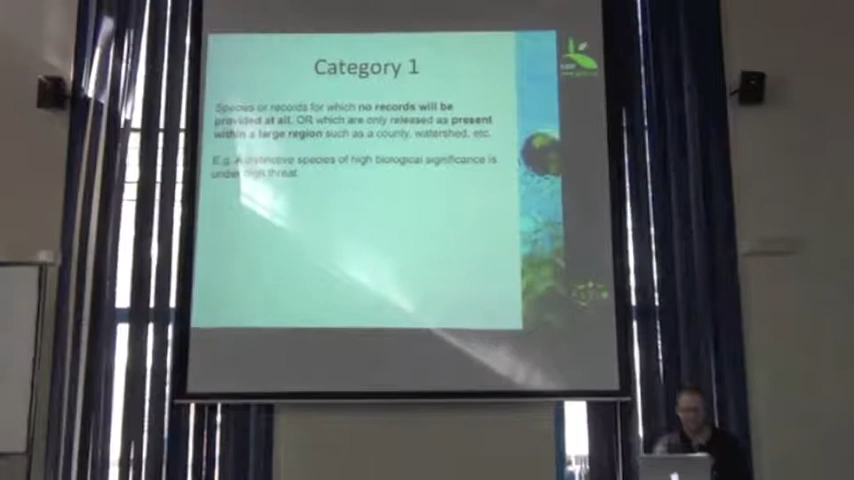 Category 1
Species or records for which no records will be
provided at all, OR which are only released as present
within a large region such as a county, watershed, etc.
E.g. A distinctive species of high biological significance is
under high threat